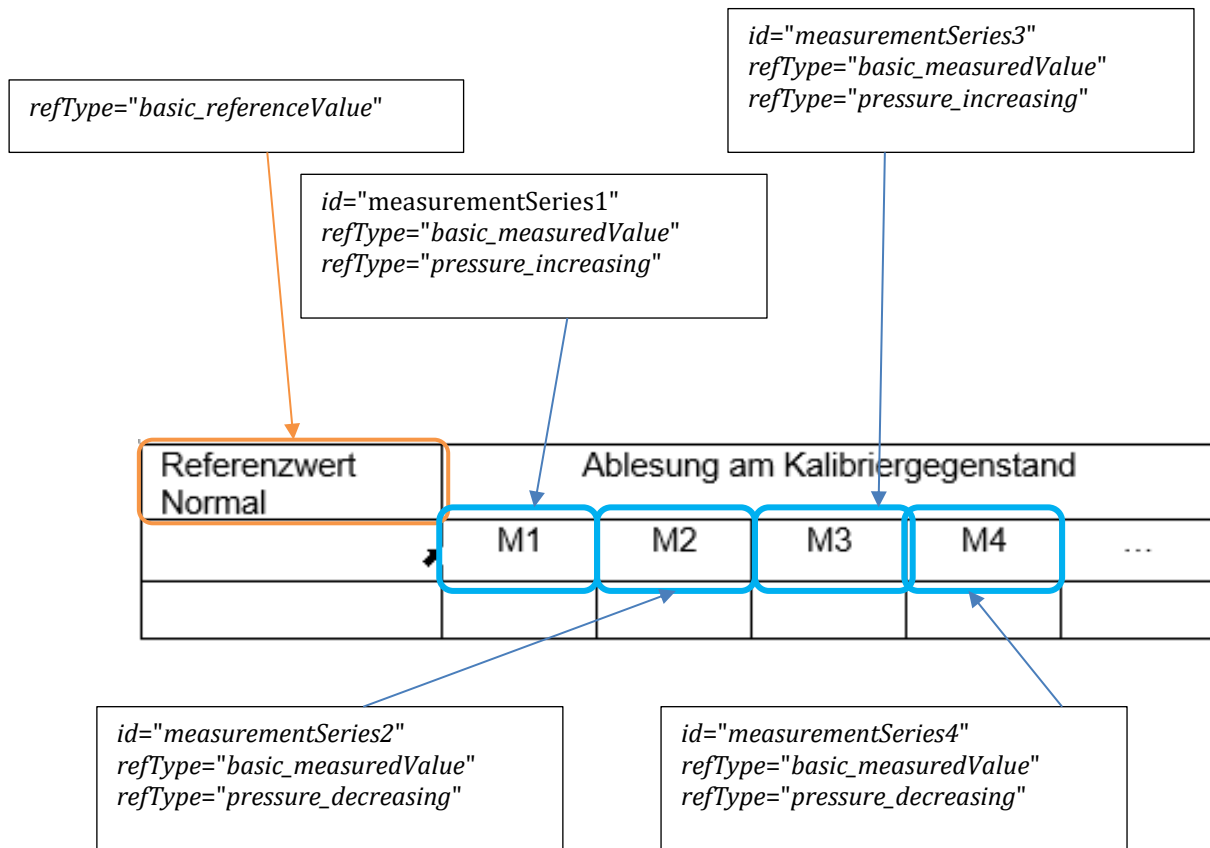 id="measurementSeries3"
refType="basic_measuredValue"
refType="pressure_increasing"
refType="basic_referenceValue"
id="measurementSeries1"
refType="basic_measuredValue"
refType="pressure_increasing"
Referenzwert
Normal
Ablesung am Kalibriergegenstand
M1 M2 M3 M4 ...
id="measurementSeries2"
refType="basic_measuredValue"
refType="pressure_decreasing"
id="measurementSeries4"
refType="basic_measuredValue"
refType="pressure_decreasing"